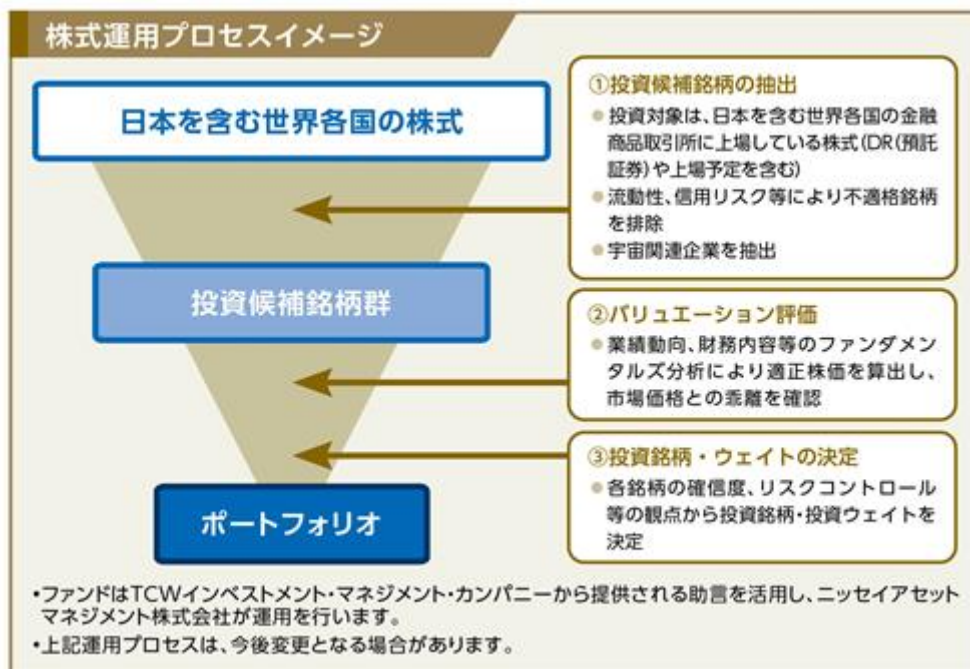 株式運用プロセスイメージ
日本を含む世界各国の株式
①投資候補銘柄の抽出
●投資対象は、日本を含む世界各国の金融
商品取引所に上場している株式(DR(預託
証券)や上場予定を含む)
●流動性、信用リスク等により不適格銘柄
を排除
●宇宙関連企業を抽出
投資候補銘柄群
②バリュエーション評価
●業績動向、財務内容等のファンダメン
タルズ分析により適正株価を算出し、
市場価格との乖離を確認
③投資銘柄・ウェイトの決定
●各銘柄の確信度、リスクコントロール
等の観点から投資銘柄・投資ウェイトを
決定
ポートフォリオ
•ファンドはTCWインベストメント・マネジメント・カンパニーから提供される助言を活用し、ニッセイアセット
マネジメント株式会社が運用を行います。
•上記運用プロセスは、今後変更となる場合があります。